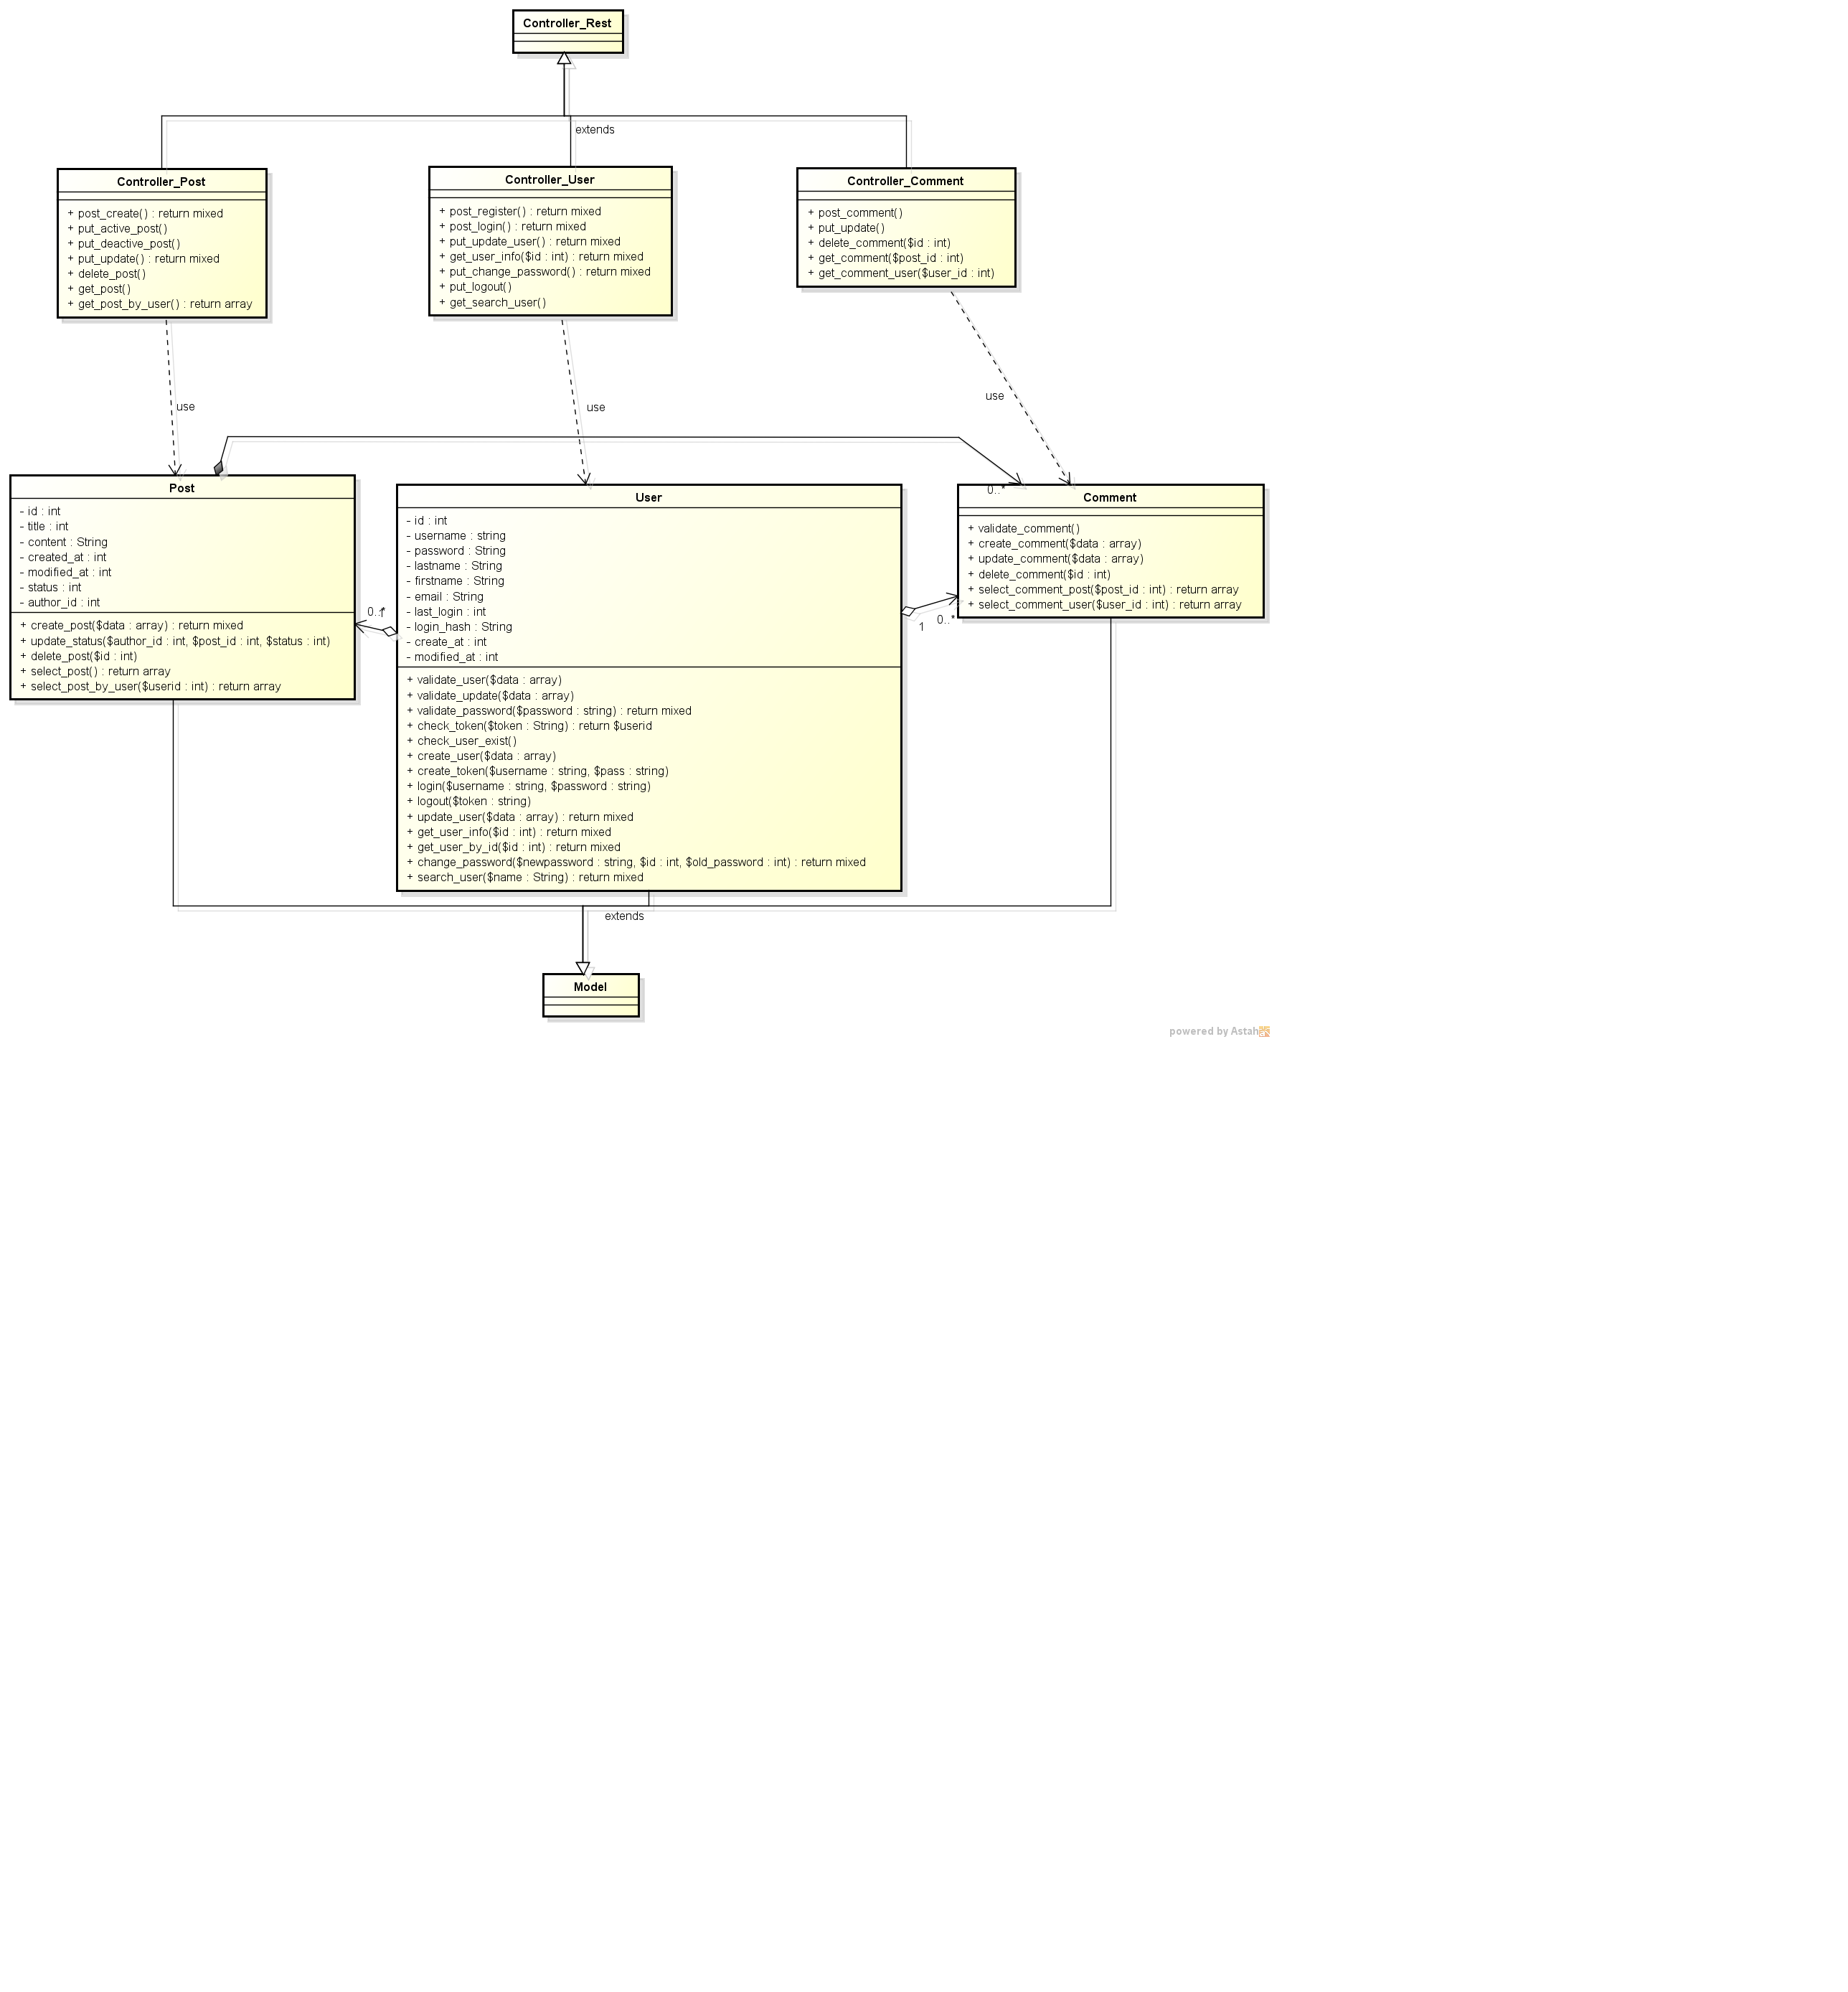 Controller_Rest
extends
Controller_Post
+ post_create() : return mixed
+ put_active_post()
+ put_deactive_post()
+ put_update() : return mixed
+ delete_post()
+ get_post()
+ get_post_by_user() : return array
Controller_User
+ post_register() : return mixed
+ post_login() : return mixed
+ put_update_user() : return mixed
+ get_user_info($id : int) : return mixed
+ put_change_password() : return mixed
+ put_logout()
+ get_search_user()
Controller_Comment
+ post_comment()
+ put_update()
+ delete_comment($id : int)
+ get_comment($post_id : int)
+ get_comment_user($user_id : int)
use
use
use
Post
- id : int
- title : int
- content : String
- created_at : int
- modified_at : int
- status : int
- author_id : int
+ create_post($data : array) : return mixed
+ update_status($author_id : int, $post_id : int, $status : int)
+ delete_post($id : int)
+ select_post() : return array
+ select_post_by_user($userid : int) : return array
0..*
1
User
- id : int
- username : string
- password : String
- lastname : String
- firstname : String
- email : String
- last_login : int
- login_hash : String
- create_at : int
- modified_at : int
+ validate_user($data : array)
+ validate_update($data : array)
+ validate_password($password : string) : return mixed
+ check_token($token : String) : return $userid
+ check_user_exist()
+ create_user($data : array)
+ create_token($username : string, $pass : string)
+ login($username : string, $password : string)
+ logout($token : string)
+ update_user($data : array) : return mixed
+ get_user_info($id : int) : return mixed
+ get_user_by_id($id : int) : return mixed
+ change_password($newpassword : string, $id : int, $old_password : int) : return mixed
+ search_user($name : String) : return mixed
1
0..*
0..*
Comment
+ validate_comment()
+ create_comment($data : array)
+ update_comment($data : array)
+ delete_comment($id : int)
+ select_comment_post($post_id : int) : return array
+ select_comment_user($user_id : int) : return array
extends
Model
powered by Astah